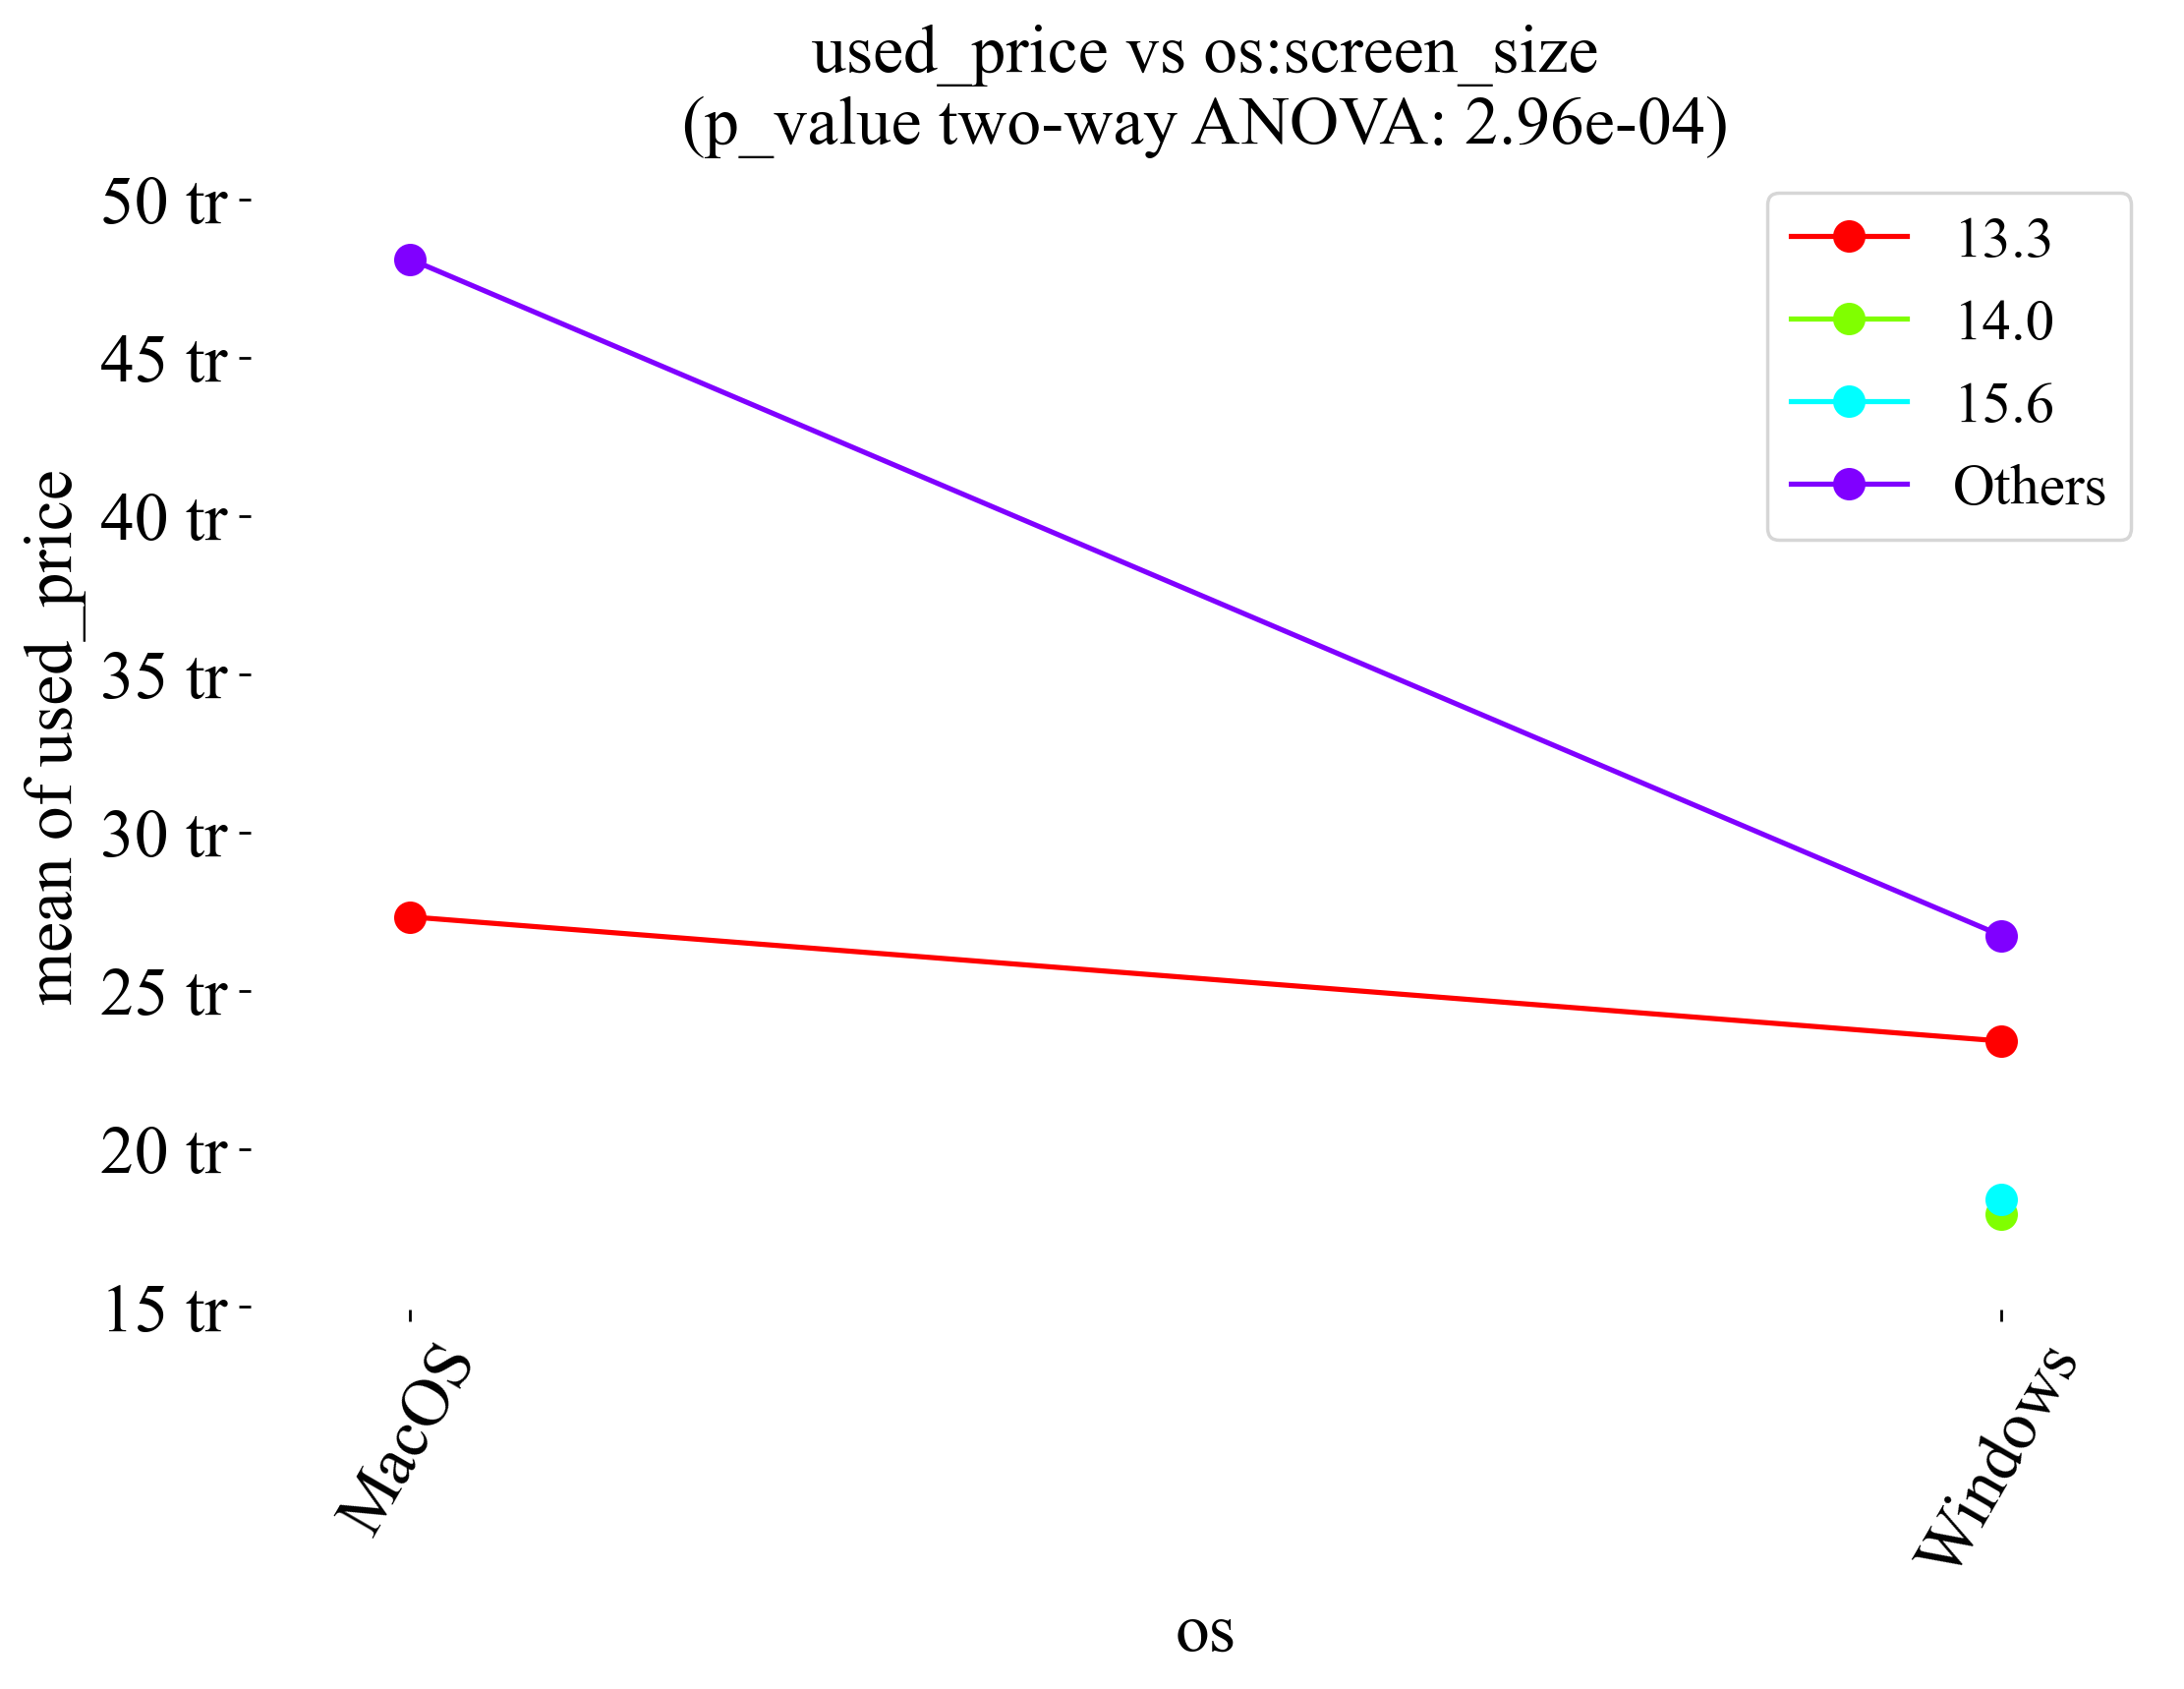 used_price vs os:screen_size
(p_value two-way ANOVA: 2.96e-04)
50 tr
45 tr
40 tr
35 tr
30 tr
25 tr
20 tr
15 tr
mean of used_price
13.3
14.0
15.6
Others
MacOS
Windows
os